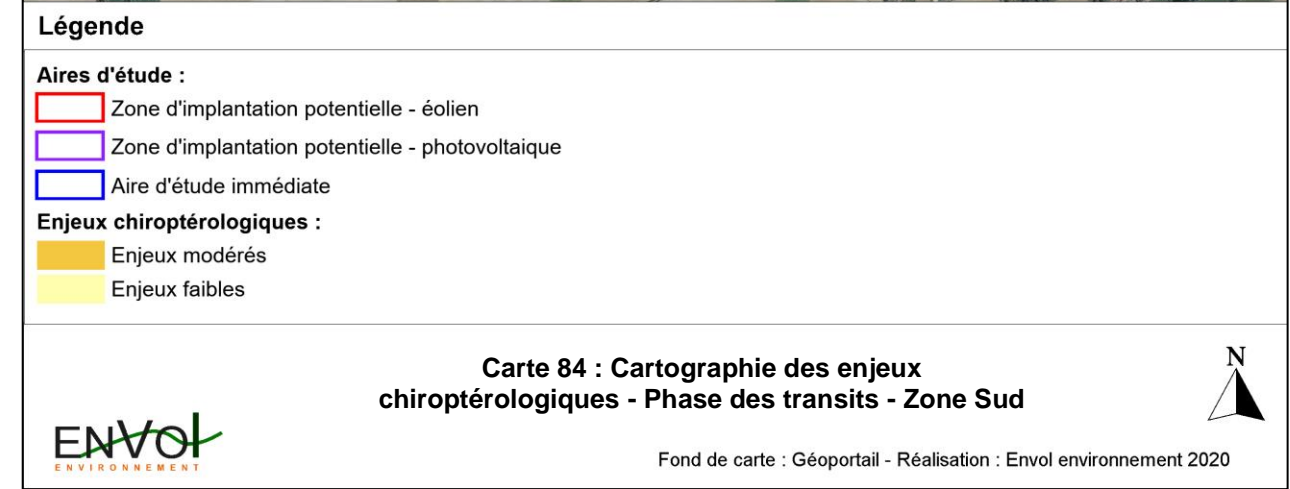 Légende
Aires d'étude :
Zone d'implantation potentielle - éolien
Zone d'implantation potentielle - photovoltaique
Aire d'étude immédiate
Enjeux chiroptérologiques :
Enjeux modérés
Enjeux faibles
Carte 84 : Cartographie des enjeux
chiroptérologiques - Phase des transits - Zone Sud
N
ENVOl
ENVIRONNEMENT
Fond de carte : Géoportail - Réalisation : Envol environnement 2020